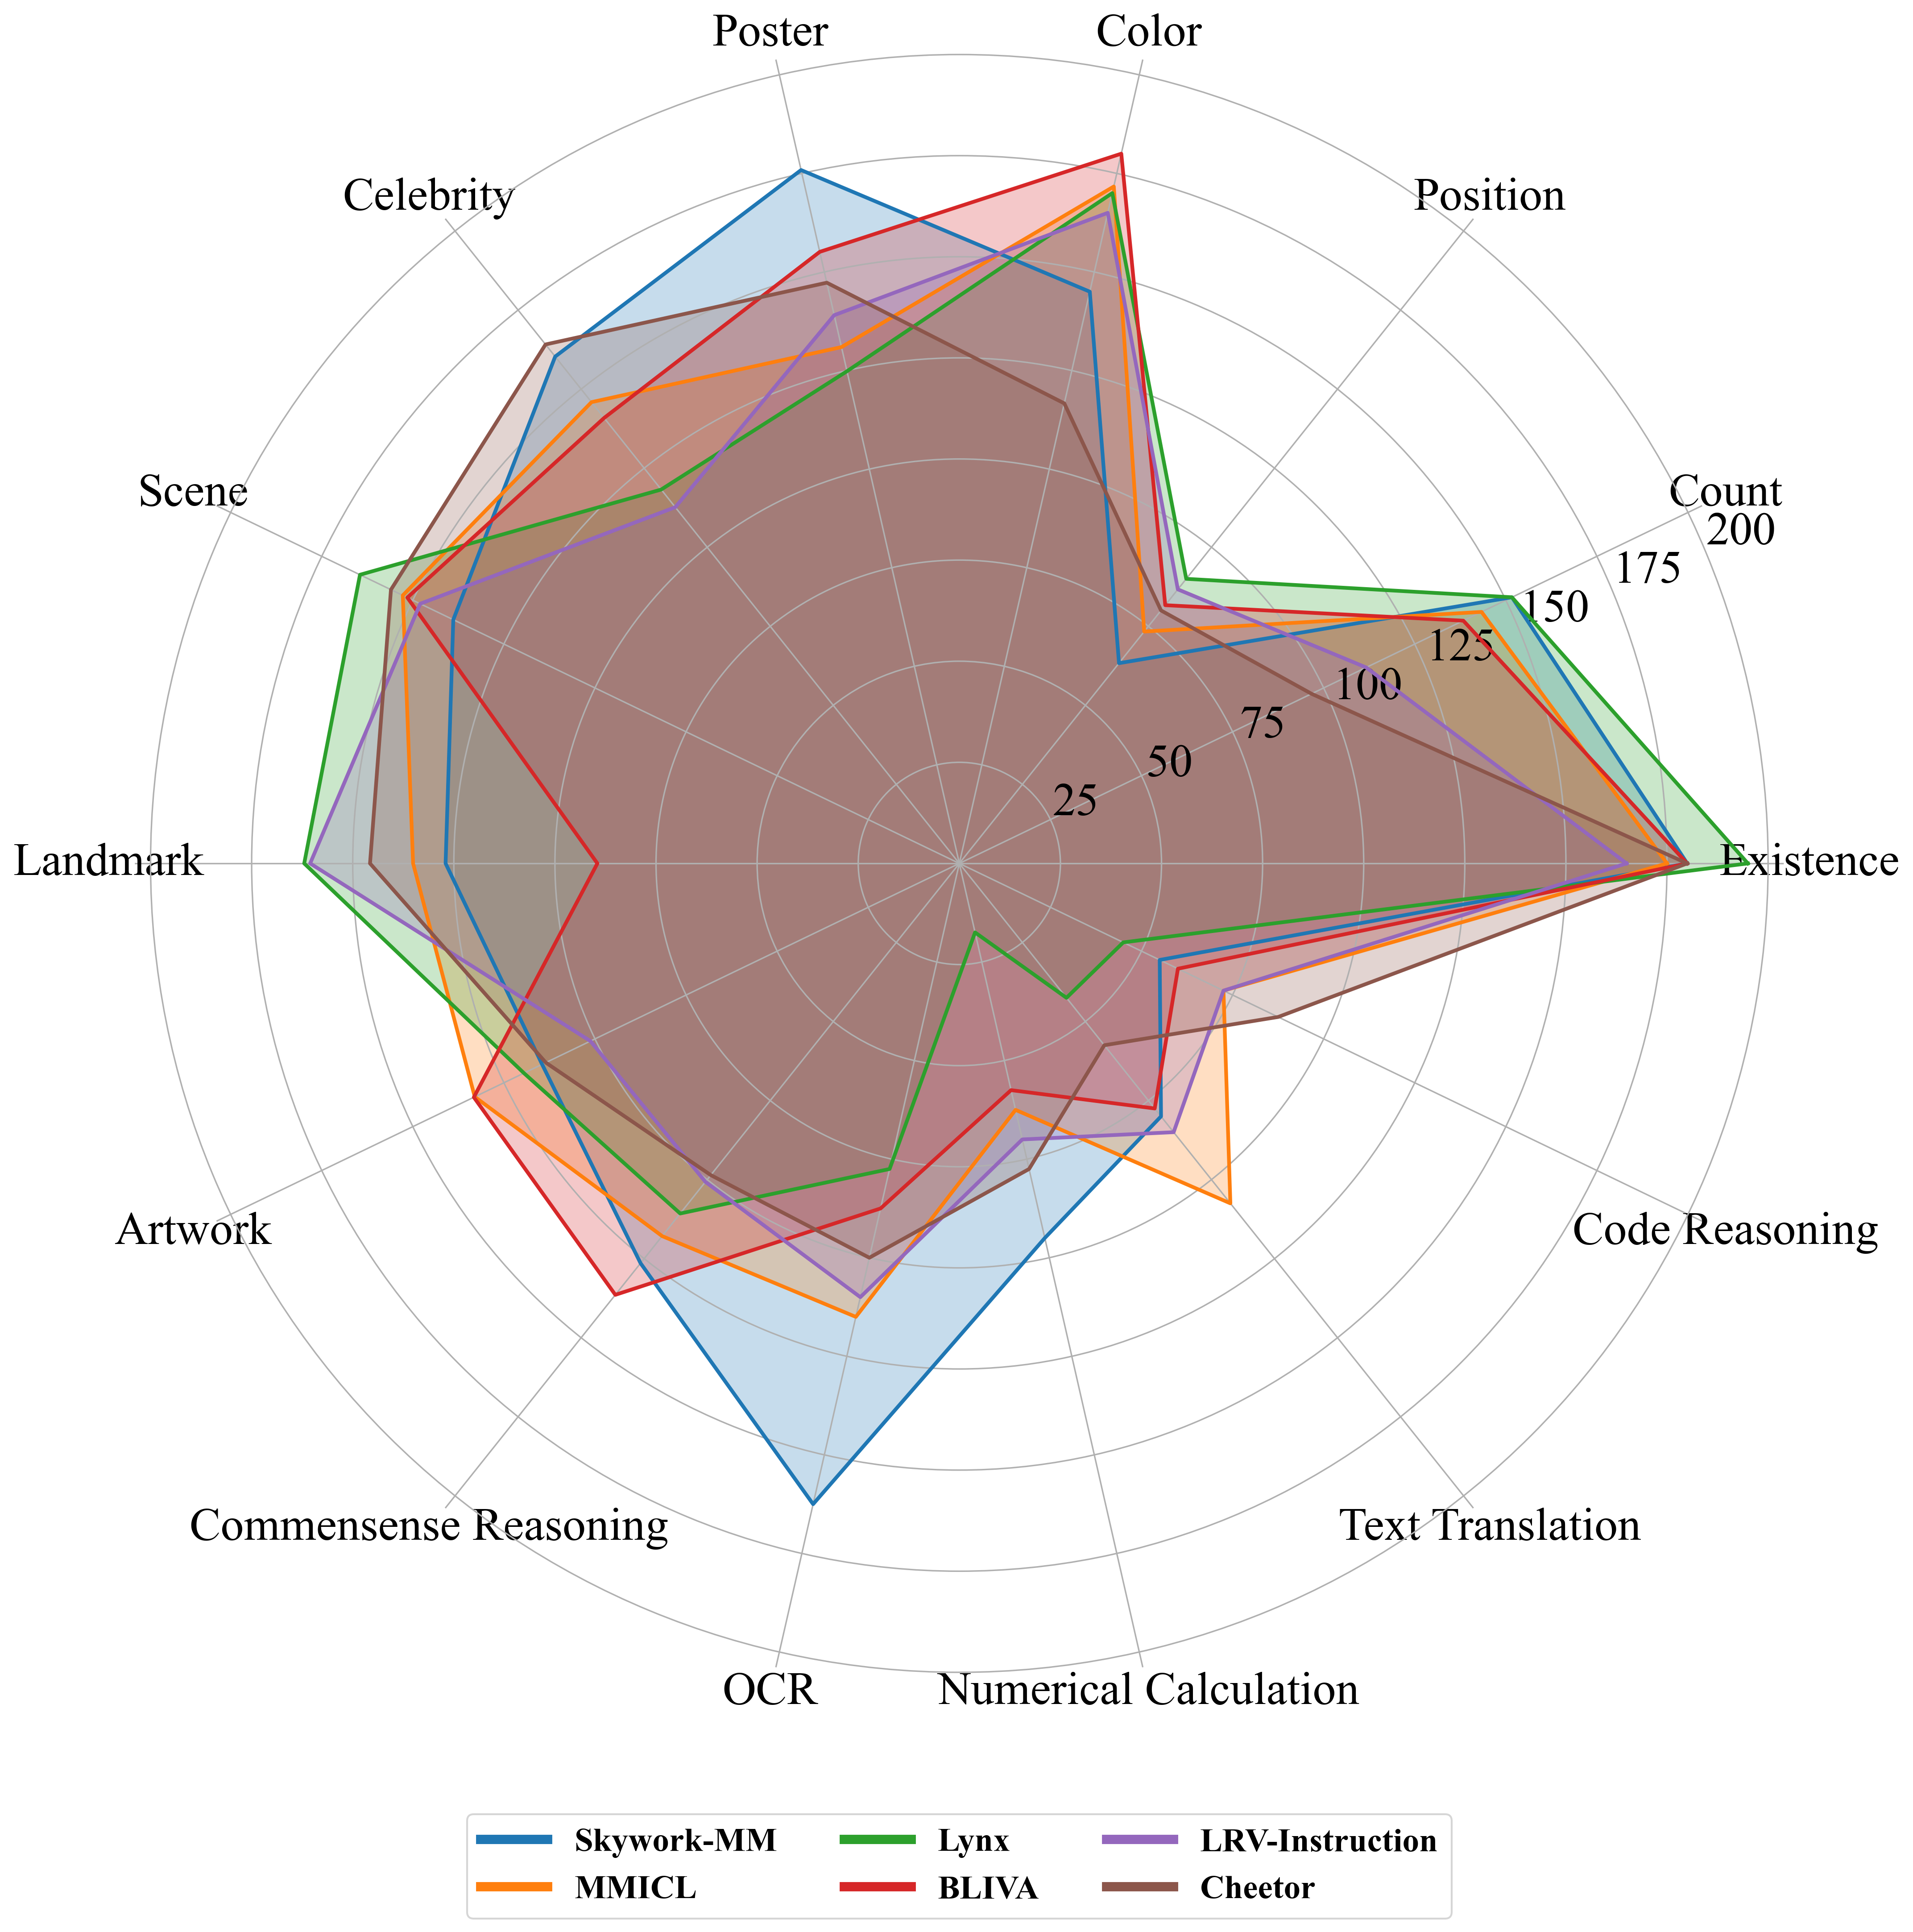 Poster
Color
Celebrity
Position
Scene
Count
200
175
150
125
100
75
50
25
Landmark
Existence
Artwork
Code Reasoning
Commensense Reasoning
Text Translation
OCR
Numerical Calculation
Skywork-MM
Lynx
LRV-Instruction
MMICL
BLIVA
Cheetor